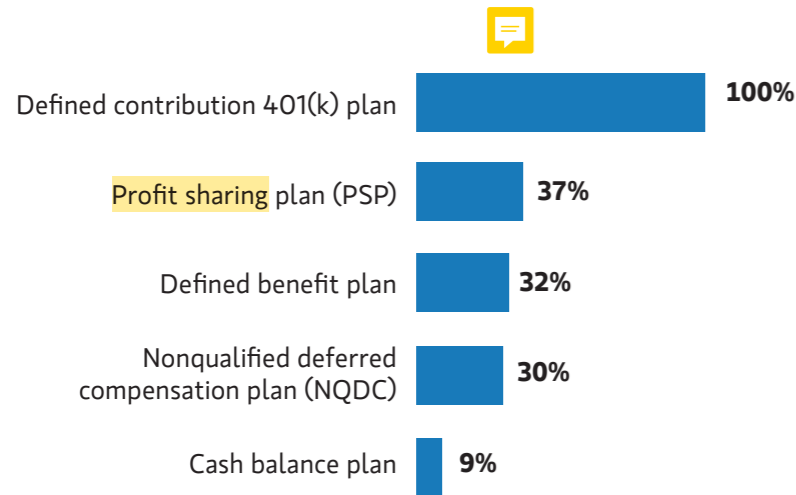 Defined contribution 401(k) plan 100%
Profit sharing plan (PSP) 37%
Defined benefit plan 32%
Nonqualified deferred
compensation plan (NQDC) 30%
Cash balance plan 9%